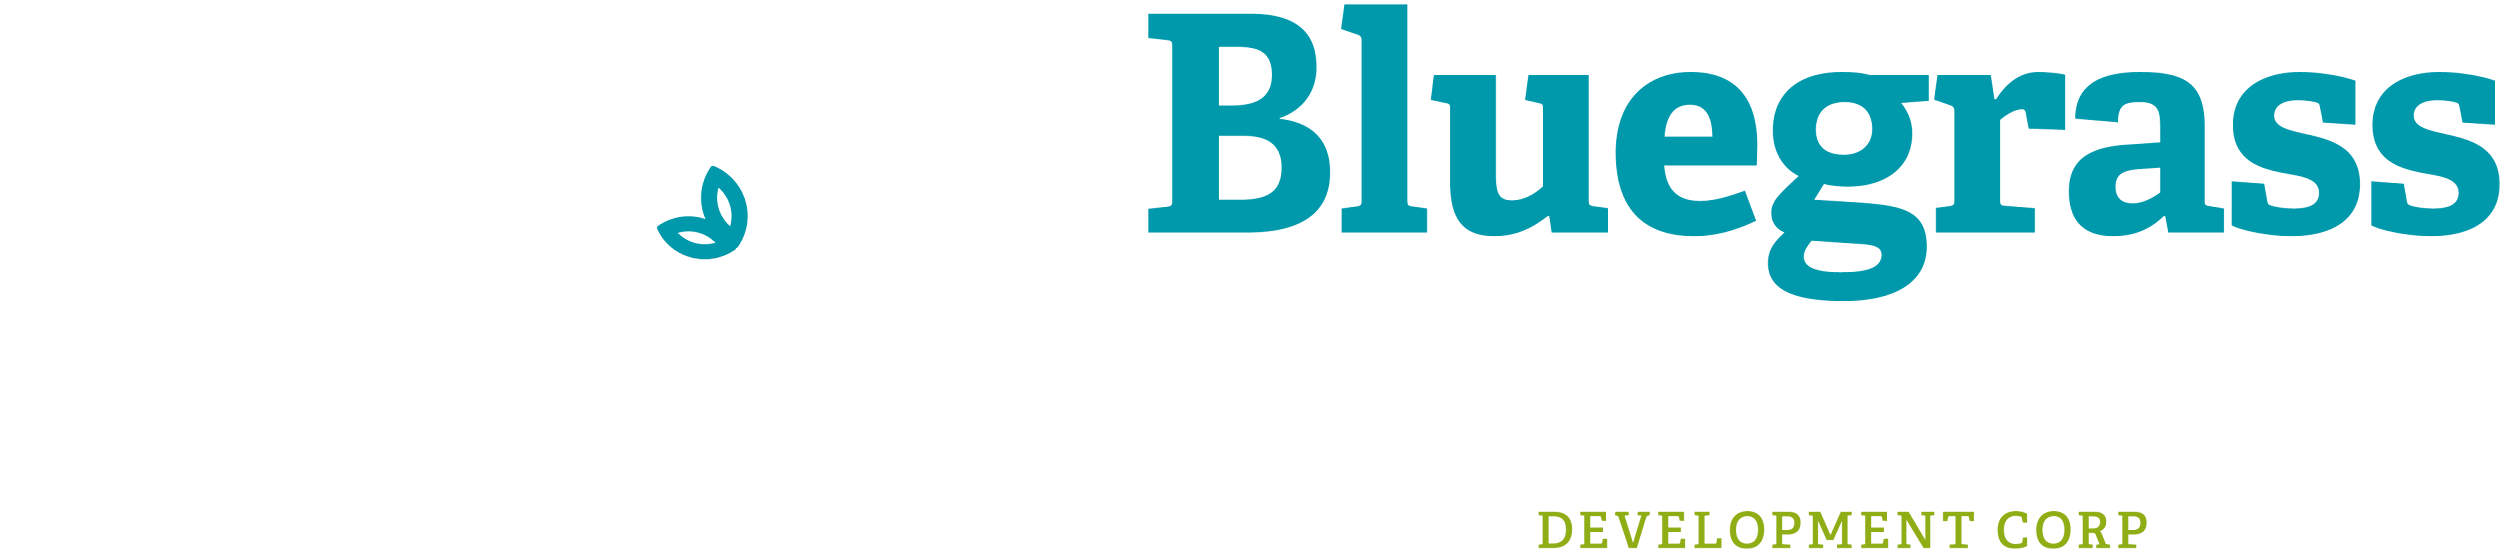 Bluegrass
DEVELOPMENT CORP